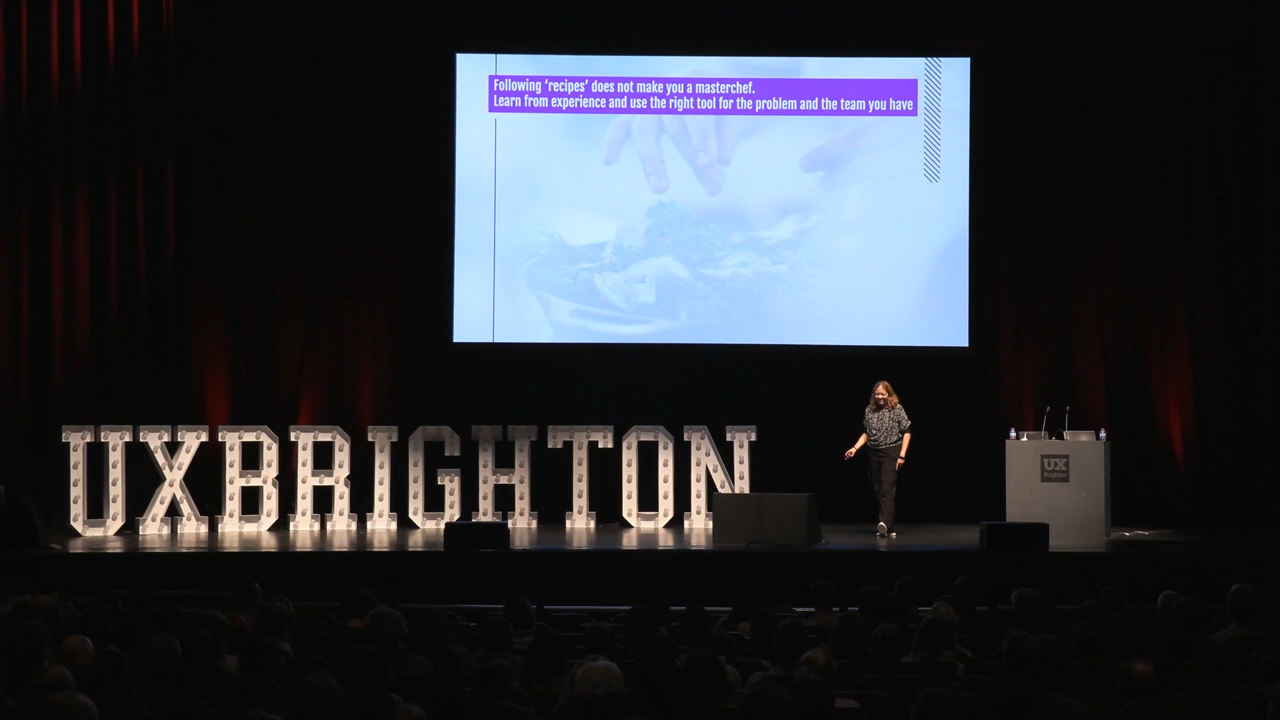 Following ‘recipes’ does not make you a masterchef.
Learn from experience and use the right tool for the problem and the team you have
UXBRIGHTON
UX
Brighton